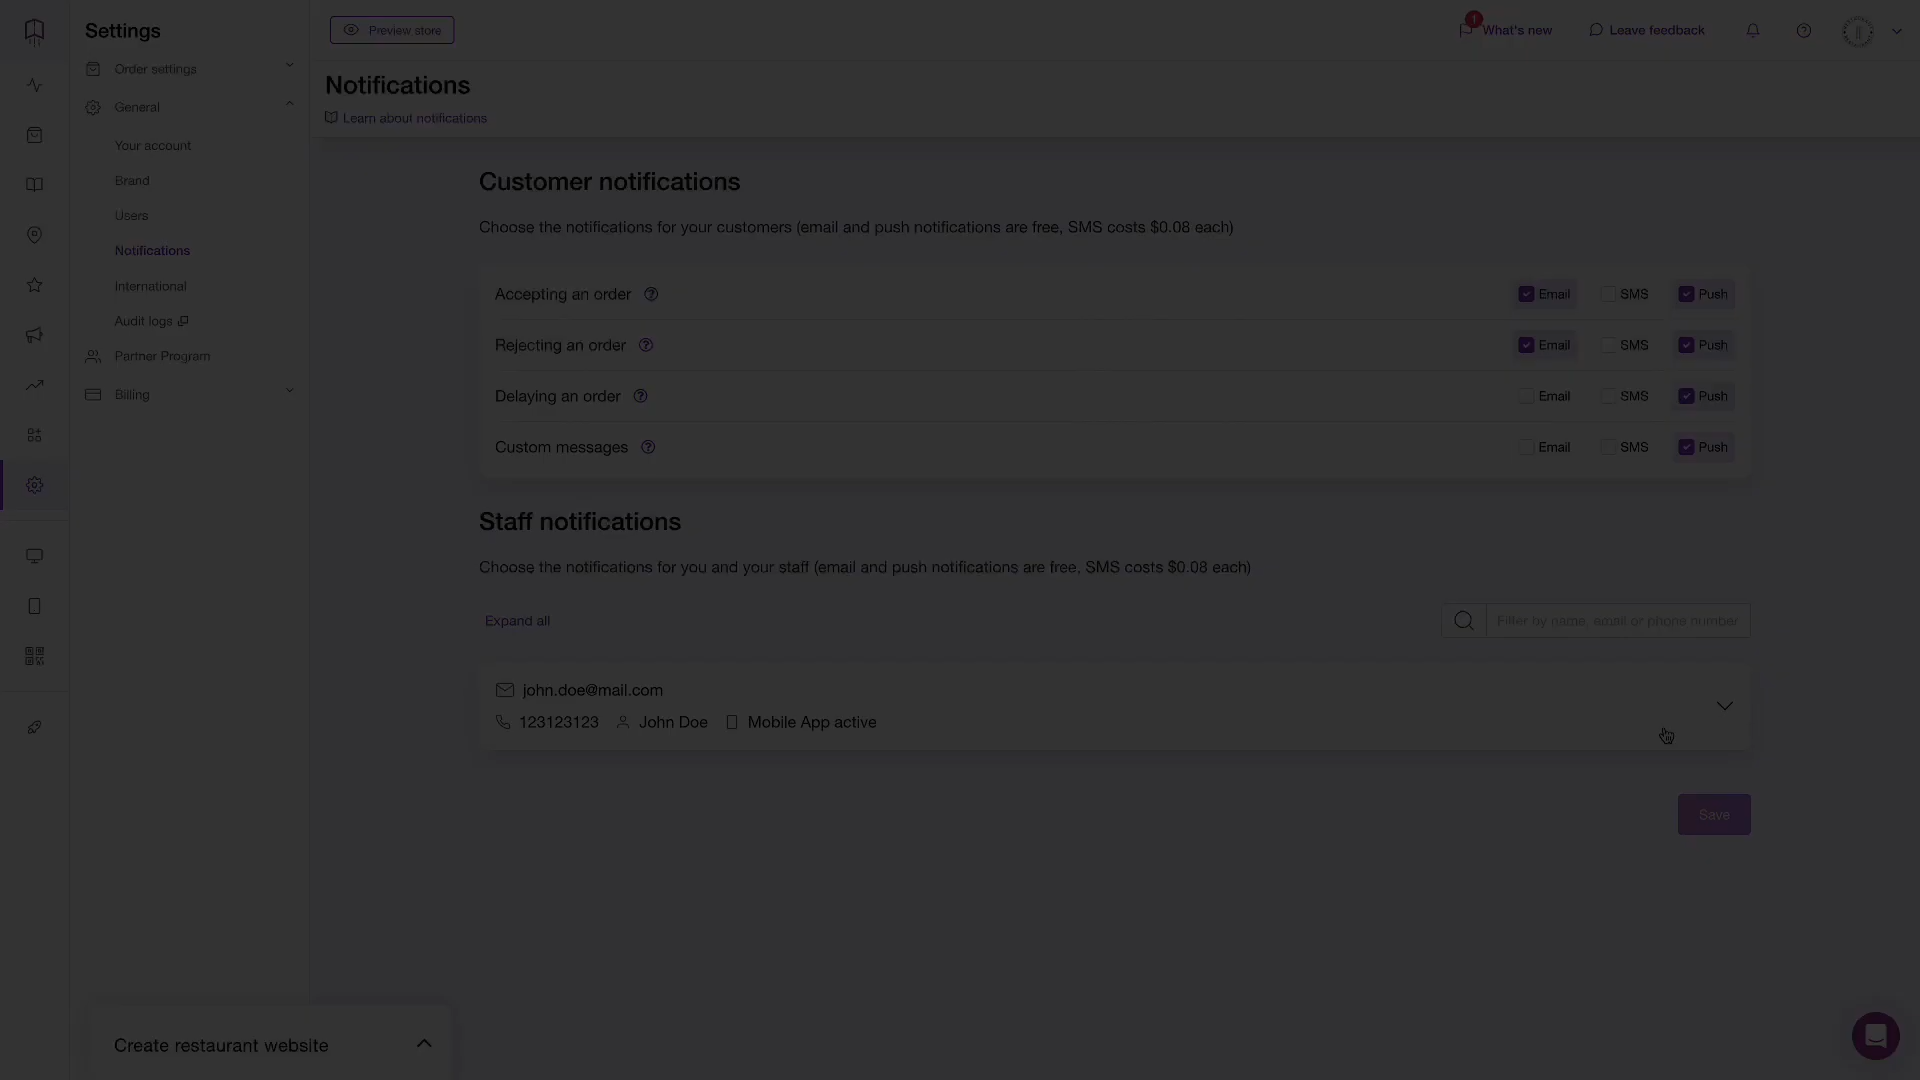 Settings
Order settings
General
Your account
Brand
Users
Notifications
International
Audit logs
Partner Program
Billing
Create restaurant website
Preview store
1
What's new
Leave feedback
Notifications
Learn about notifications
Customer notifications
Choose the notifications for your customers (email and push notifications are free, SMS costs $0.08 each)
Accepting an order Email SMS Push
Rejecting an order Email SMS Push
Delaying an order Email SMS Push
Custom messages Email SMS Push
Staff notifications
Choose the notifications for you and your staff (email and push notifications are free, SMS costs $0.08 each)
Expand all
Filter by name, email or phone number
john.doe@mail.com
123123123 John Doe Mobile App active
Save